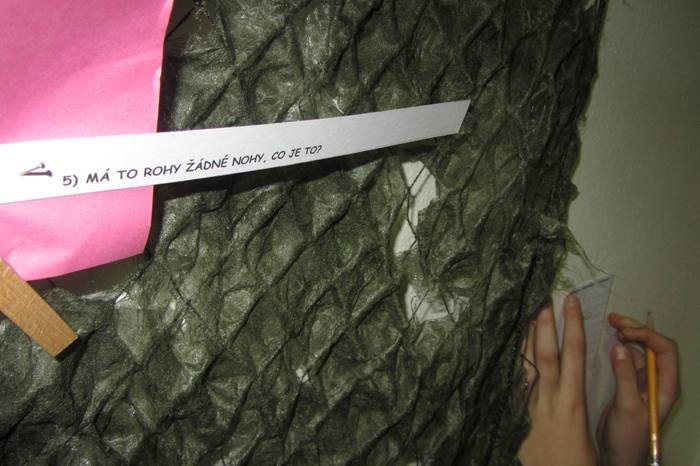 5) MÁ TO ROHY ŽÁDNÉ NOHY, CO JE TO?